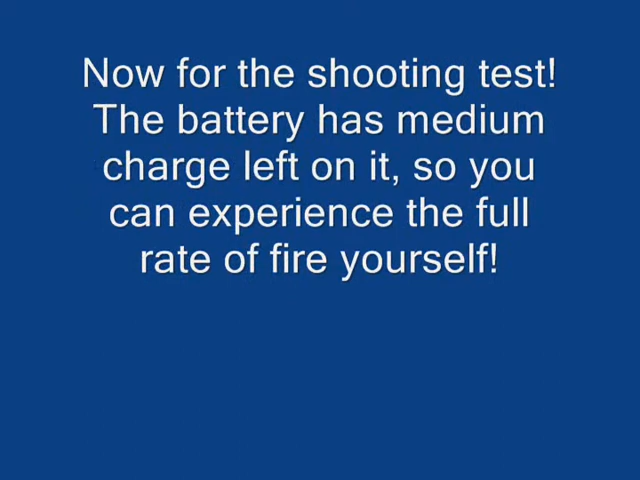 Now for the shooting test!
The battery has medium
charge left on it, so you
can experience the full
rate of fire yourself!